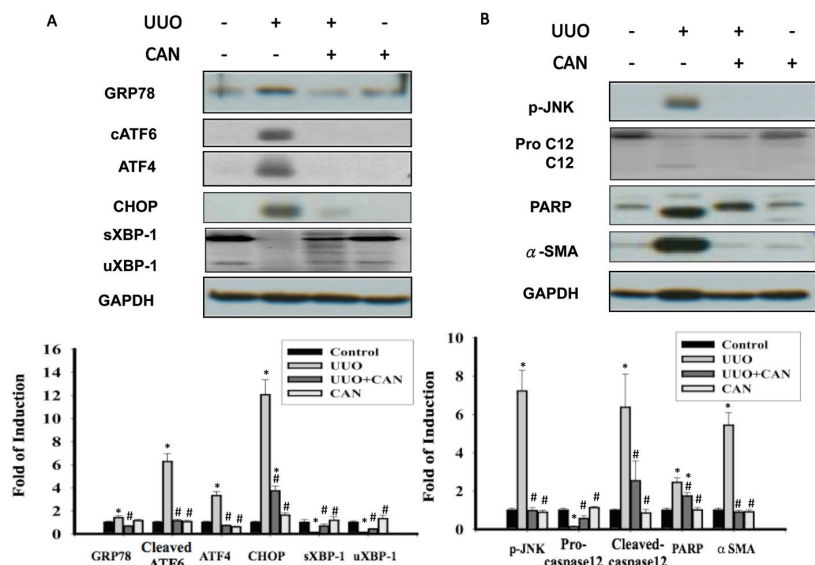 A
UUO - + + -
CAN - - + +
GRP78
cATF6
ATF4
CHOP
sXBP-1
uXBP-1
GAPDH
B
UUO - + + -
CAN - - + +
p-JNK
Pro C12
C12
PARP
α-SMA
GAPDH
16
14
12
10
8
6
4
2
0
Fold of Induction
Control
UUO
UUO+CAN
CAN
* * * * # # # # # * # * # # # * # #
GRP78 Cleaved ATF6 ATF4 CHOP sXBP-1 uXBP-1
10
8
6
4
2
0
Fold of Induction
Control
UUO
UUO+CAN
CAN
* # # * # * # # * * # # * # #
p-JNK Pro-caspase12 Cleaved-caspase12 PARP α SMA